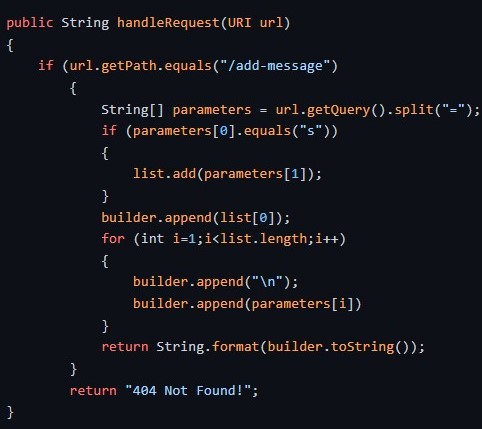 public String handleRequest(URI url)
{
    if (url.getPath.equals("/add-message")
        {
            String[] parameters = url.getQuery().split("=");
            if (parameters[0].equals("s"))
            {
                list.add(parameters[1]);
            }
            builder.append(list[0]);
            for (int i=1;i<list.length;i++)
            {
                builder.append("\n");
                builder.append(parameters[i])
            }
            return String.format(builder.toString());
        }
        return "404 Not Found!";
}